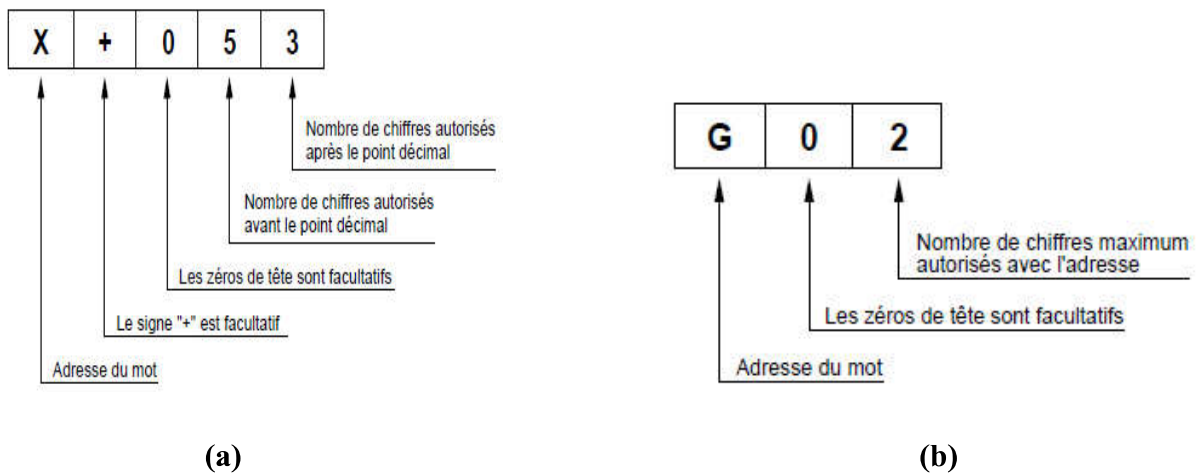 X + 0 5 3
Nombre de chiffres autorisés
après le point décimal
Nombre de chiffres autorisés
avant le point décimal
Les zéros de tête sont facultatifs
Le signe "+" est facultatif
Adresse du mot
(a)
G 0 2
Nombre de chiffres maximum
autorisés avec l'adresse
Les zéros de tête sont facultatifs
Adresse du mot
(b)